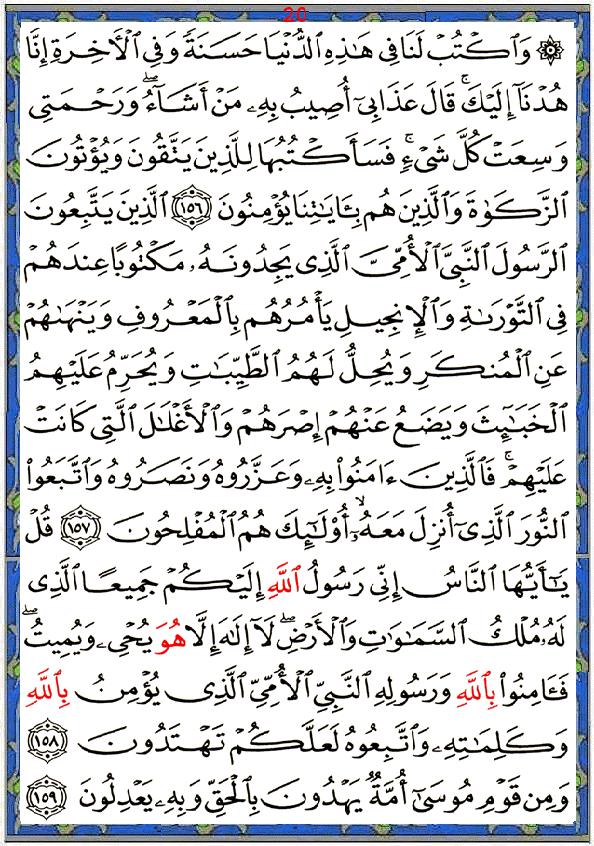 20
۞ وَٱكۡتُبۡ لَنَا فِي هَٰذِهِ ٱلدُّنۡيَا حَسَنَةٗ وَفِي ٱلۡأٓخِرَةِ إِنَّا
هُدۡنَآ إِلَيۡكَۚ قَالَ عَذَابِيٓ أُصِيبُ بِهِۦ مَنۡ أَشَآءُۖ وَرَحۡمَتِي
وَسِعَتۡ كُلَّ شَيۡءٖۚ فَسَأَكۡتُبُهَا لِلَّذِينَ يَتَّقُونَ وَيُؤۡتُونَ
ٱلزَّكَوٰةَ وَٱلَّذِينَ هُم بِـَٔايَٰتِنَا يُؤۡمِنُونَ ١٥٦ ٱلَّذِينَ يَتَّبِعُونَ
ٱلرَّسُولَ ٱلنَّبِيَّ ٱلۡأُمِّيَّ ٱلَّذِي يَجِدُونَهُۥ مَكۡتُوبًا عِندَهُمۡ
فِي ٱلتَّوۡرَىٰةِ وَٱلۡإِنجِيلِ يَأۡمُرُهُم بِٱلۡمَعۡرُوفِ وَيَنۡهَىٰهُمۡ
عَنِ ٱلۡمُنكَرِ وَيُحِلُّ لَهُمُ ٱلطَّيِّبَٰتِ وَيُحَرِّمُ عَلَيۡهِمُ
ٱلۡخَبَٰٓئِثَ وَيَضَعُ عَنۡهُمۡ إِصۡرَهُمۡ وَٱلۡأَغۡلَٰلَ ٱلَّتِي كَانَتۡ
عَلَيۡهِمۡۚ فَٱلَّذِينَ ءَامَنُواْ بِهِۦ وَعَزَّرُوهُ وَنَصَرُوهُ وَٱتَّبَعُواْ
ٱلنُّورَ ٱلَّذِيٓ أُنزِلَ مَعَهُۥٓۙ أُوْلَٰٓئِكَ هُمُ ٱلۡمُفۡلِحُونَ ١٥٧ قُلۡ
يَٰٓأَيُّهَا ٱلنَّاسُ إِنِّي رَسُولُ ٱللَّهِ إِلَيۡكُمۡ جَمِيعًا ٱلَّذِي
لَهُۥ مُلۡكُ ٱلسَّمَٰوَٰتِ وَٱلۡأَرۡضِۖ لَآ إِلَٰهَ إِلَّا هُوَ يُحۡيِۦ وَيُمِيتُۖ
فَـَٔامِنُواْ بِٱللَّهِ وَرَسُولِهِ ٱلنَّبِيِّ ٱلۡأُمِّيِّ ٱلَّذِي يُؤۡمِنُ بِٱللَّهِ
وَكَلِمَٰتِهِۦ وَٱتَّبِعُوهُ لَعَلَّكُمۡ تَهۡتَدُونَ ١٥٨
وَمِن قَوۡمِ مُوسَىٰٓ أُمَّةٞ يَهۡدُونَ بِٱلۡحَقِّ وَبِهِۦ يَعۡدِلُونَ ١٥٩